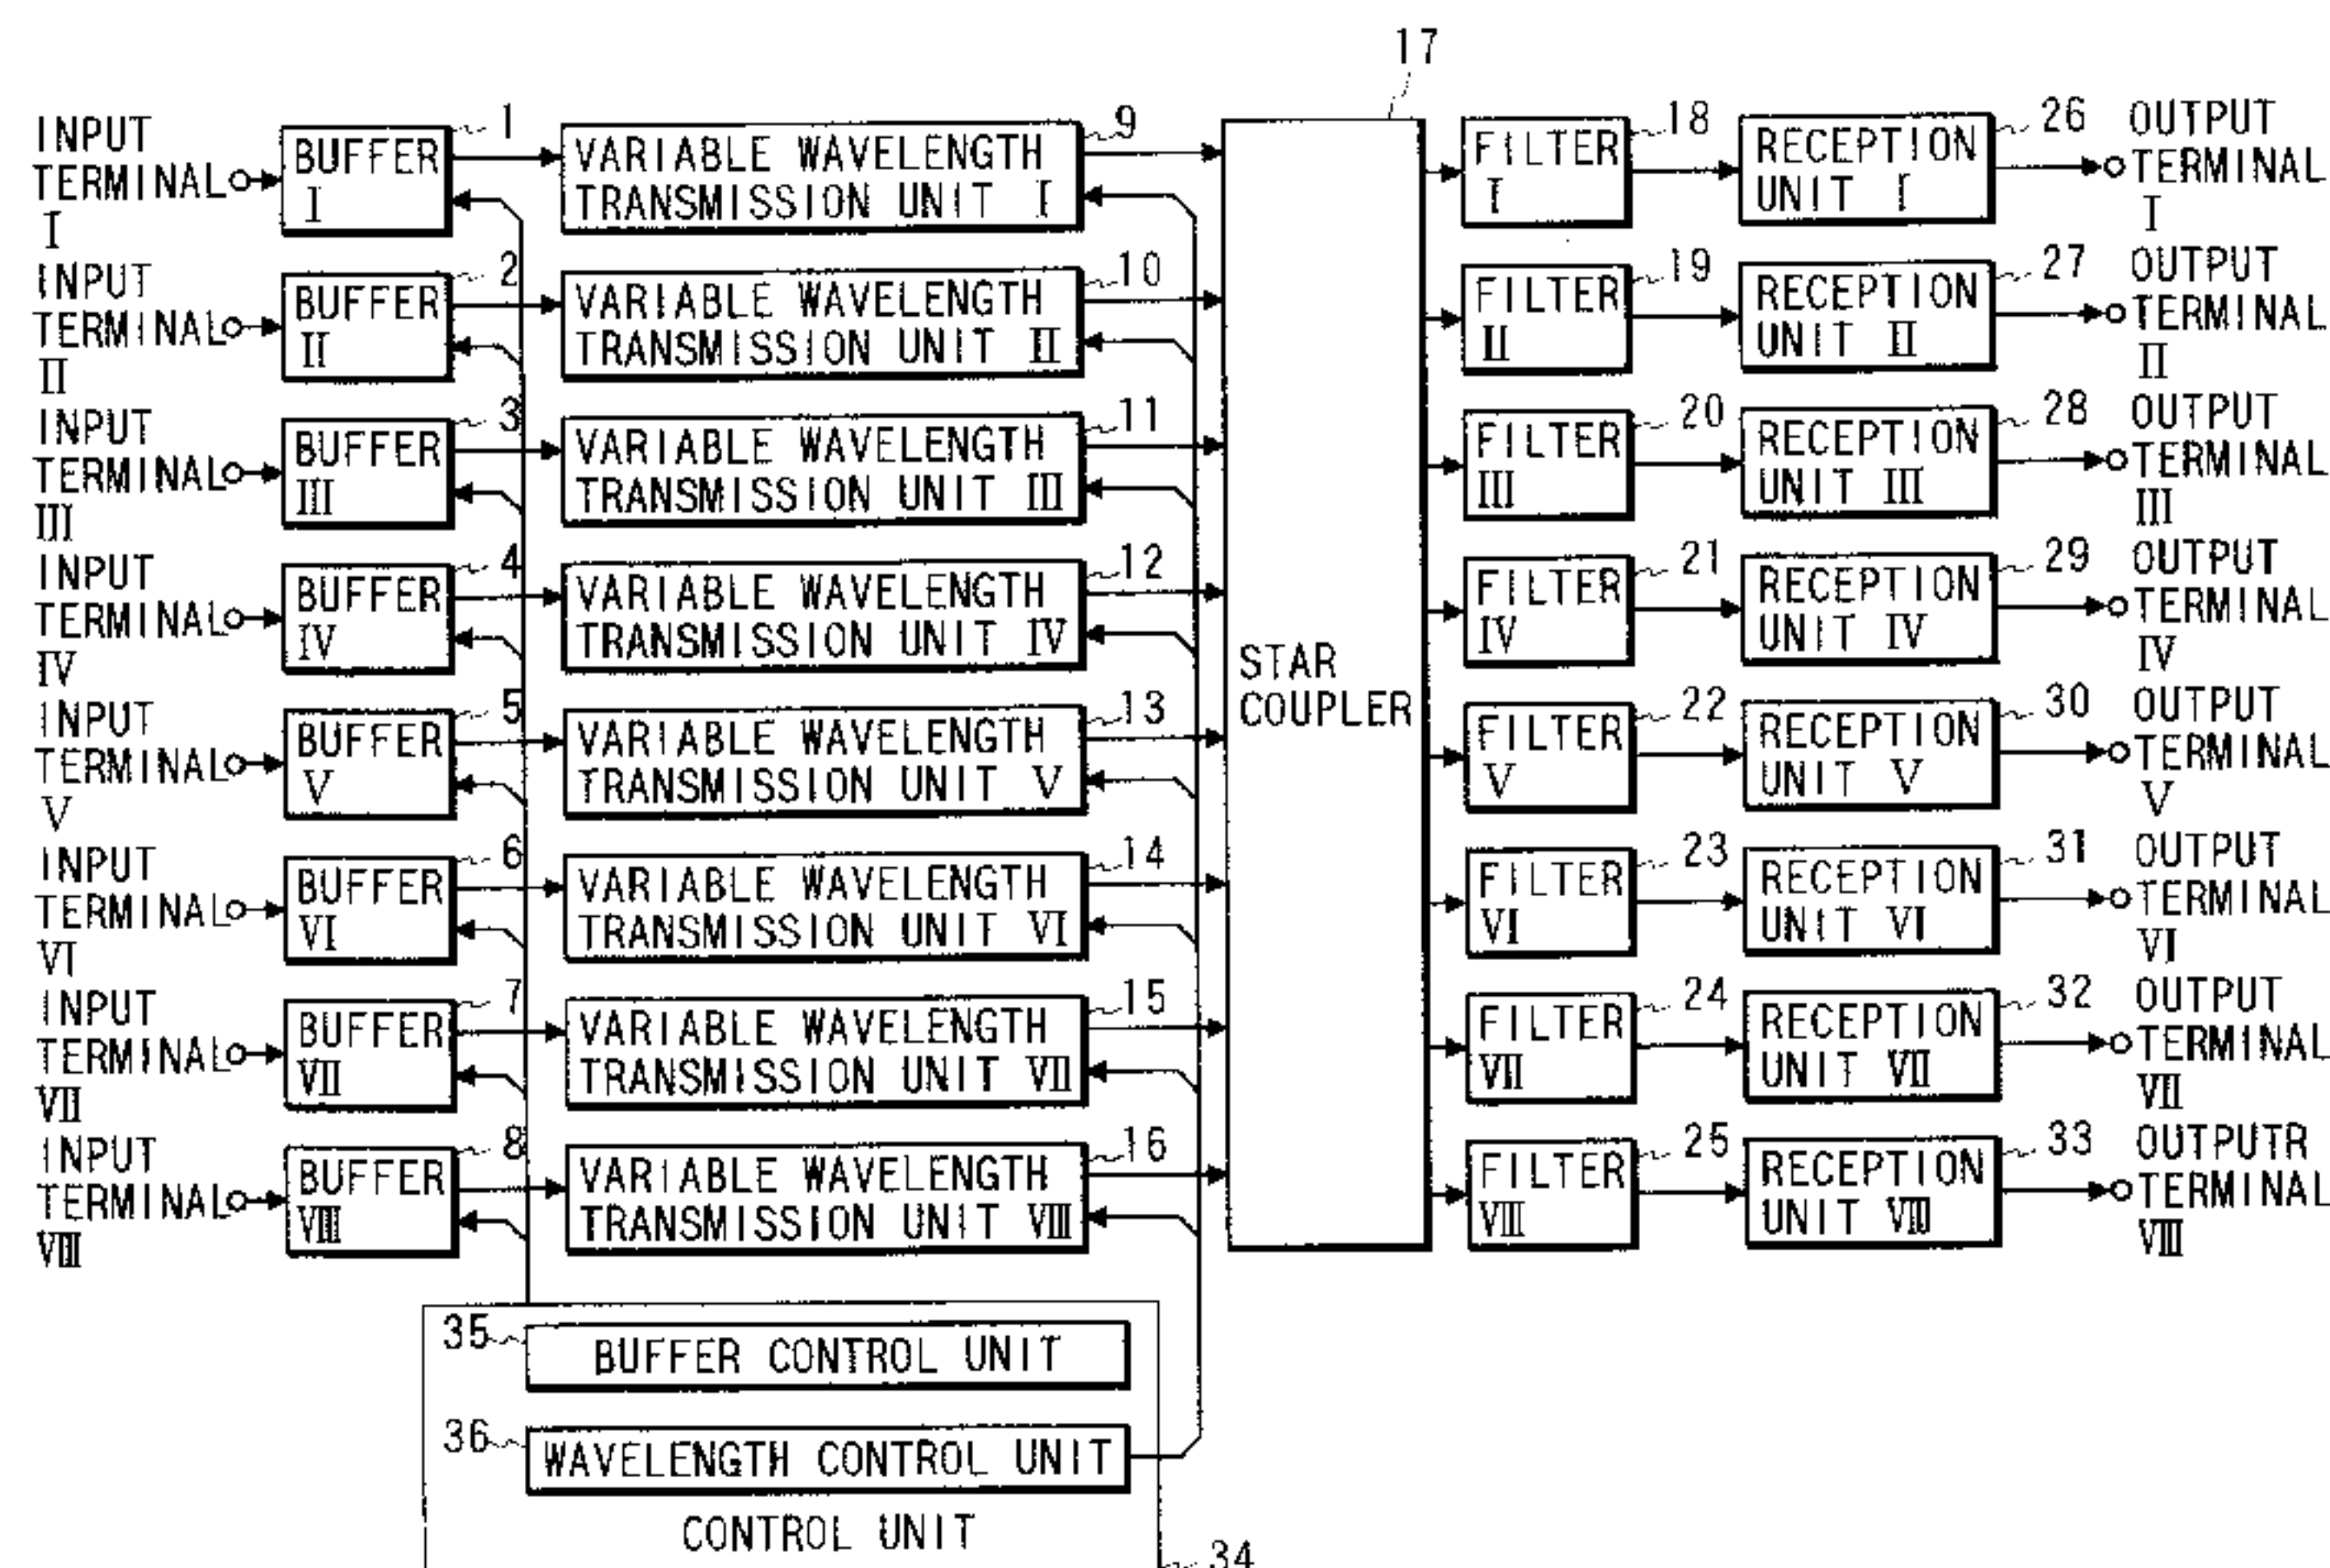 17
INPUT
TERMINAL
I
BUFFER
I
1
VARIABLE WAVELENGTH
TRANSMISSION UNIT I
9
FILTER
I
18
RECEPTION
UNIT I
26
OUTPUT
TERMINAL
I
INPUT
TERMINAL
II
BUFFER
II
2
VARIABLE WAVELENGTH
TRANSMISSION UNIT II
10
FILTER
II
19
RECEPTION
UNIT II
27
OUTPUT
TERMINAL
II
INPUT
TERMINAL
III
BUFFER
III
3
VARIABLE WAVELENGTH
TRANSMISSION UNIT III
11
FILTER
III
20
RECEPTION
UNIT III
28
OUTPUT
TERMINAL
III
INPUT
TERMINAL
IV
BUFFER
IV
4
VARIABLE WAVELENGTH
TRANSMISSION UNIT IV
12
STAR
COUPLER
FILTER
IV
21
RECEPTION
UNIT IV
29
OUTPUT
TERMINAL
IV
INPUT
TERMINAL
V
BUFFER
V
5
VARIABLE WAVELENGTH
TRANSMISSION UNIT V
13
FILTER
V
22
RECEPTION
UNIT V
30
OUTPUT
TERMINAL
V
INPUT
TERMINAL
VI
BUFFER
VI
6
VARIABLE WAVELENGTH
TRANSMISSION UNIT VI
14
FILTER
VI
23
RECEPTION
UNIT VI
31
OUTPUT
TERMINAL
VI
INPUT
TERMINAL
VII
BUFFER
VII
7
VARIABLE WAVELENGTH
TRANSMISSION UNIT VII
15
FILTER
VII
24
RECEPTION
UNIT VII
32
OUTPUT
TERMINAL
VII
INPUT
TERMINAL
VIII
BUFFER
VIII
8
VARIABLE WAVELENGTH
TRANSMISSION UNIT VIII
16
FILTER
VIII
25
RECEPTION
UNIT VIII
33
OUTPUTR
TERMINAL
VIII
35
BUFFER CONTROL UNIT
36
WAVELENGTH CONTROL UNIT
CONTROL UNIT
34